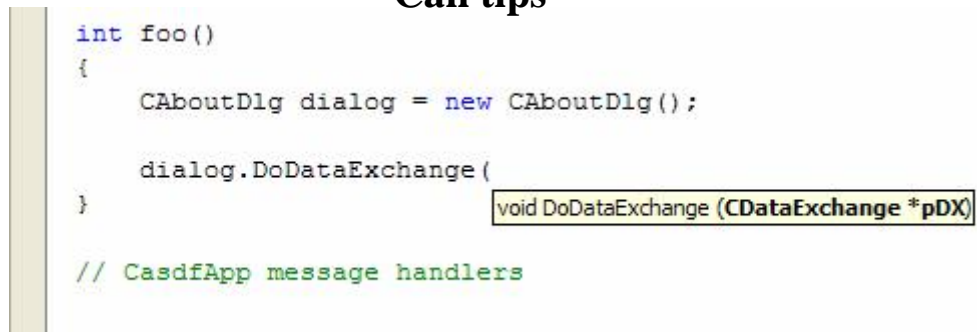 Call tips
int foo()
{
CAboutDlg dialog = new CAboutDlg();
dialog.DoDataExchange(
}
void DoDataExchange (CDataExchange *pDX)
// CasdfApp message handlers